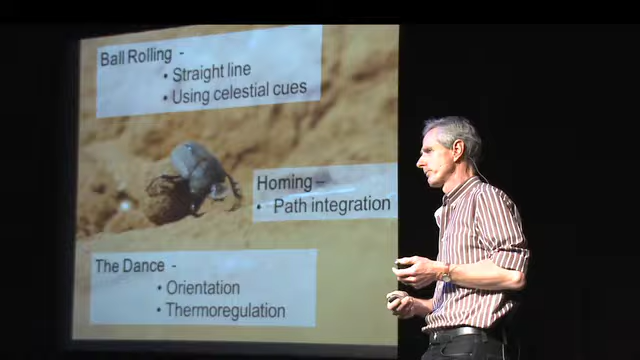 Ball Rolling -
• Straight line
• Using celestial cues
Homing –
• Path integration
The Dance -
• Orientation
• Thermoregulation